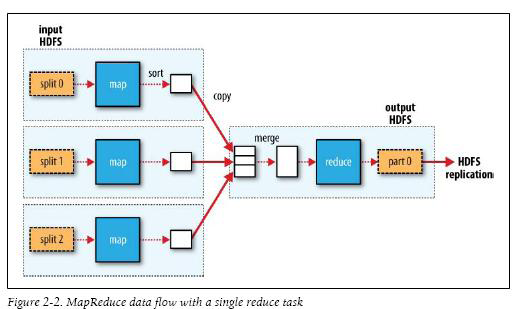 input
HDFS
split 0
map
sort
copy
split 1
map
split 2
map
merge
reduce
output
HDFS
part 0
HDFS
replication
Figure 2-2. MapReduce data flow with a single reduce task